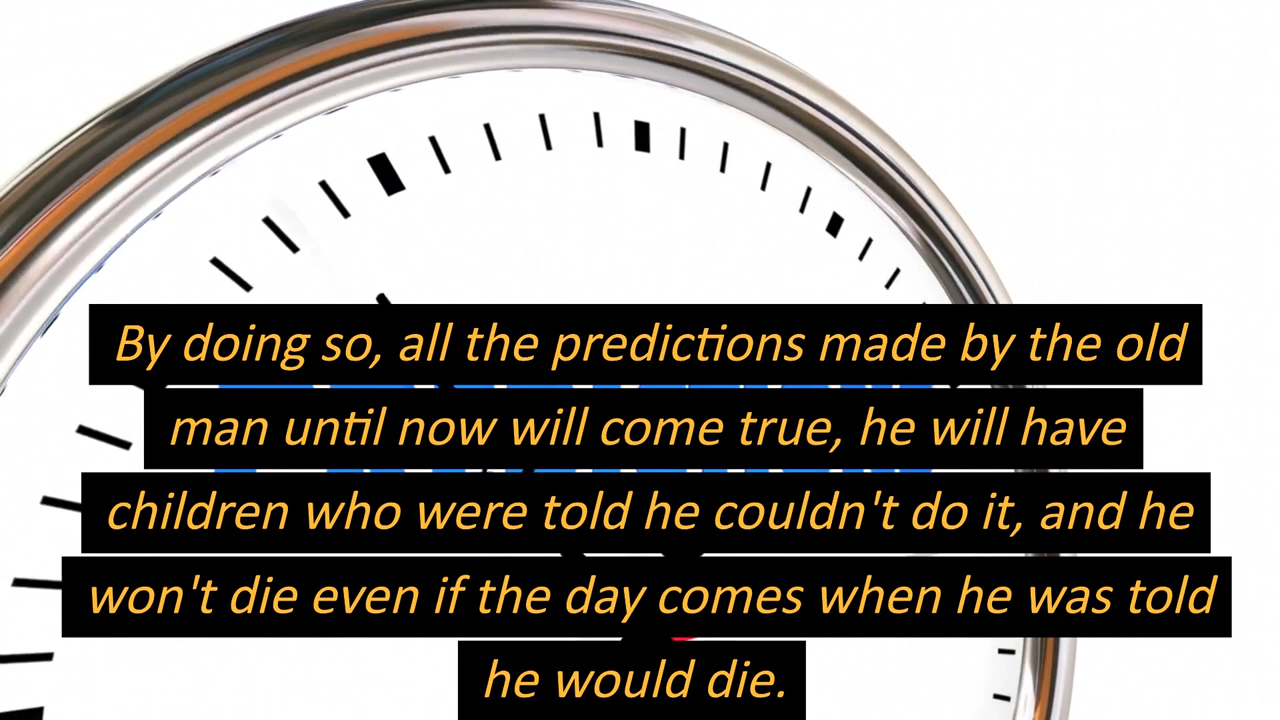 By doing so, all the predictions made by the old
man until now will come true, he will have
children who were told he couldn't do it, and he
won't die even if the day comes when he was told
he would die.